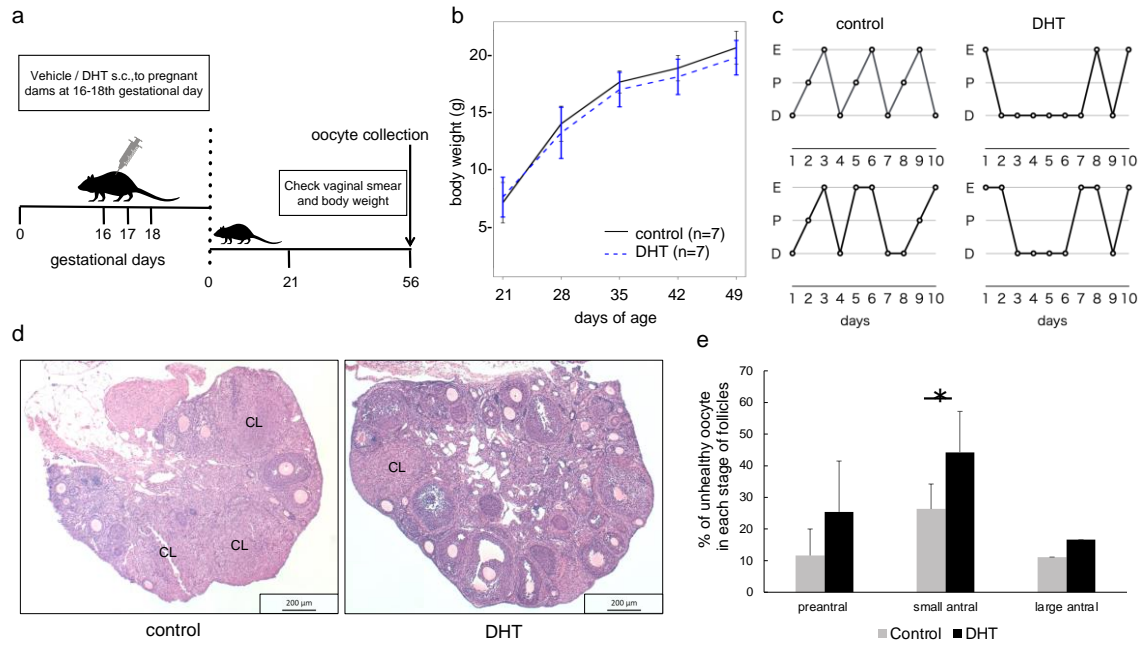 a
Vehicle / DHT s.c.,to pregnant
dams at 16-18th gestational day
oocyte collection
Check vaginal smear
and body weight
0
16 17 18
gestational days
0
21
56
b
body weight (g)
20
15
10
5
control (n=7)
DHT (n=7)
21 28 35 42 49
days of age
c
control
DHT
E
P
D
1 2 3 4 5 6 7 8 9 10
E
P
D
1 2 3 4 5 6 7 8 9 10
E
P
D
1 2 3 4 5 6 7 8 9 10
days
E
P
D
1 2 3 4 5 6 7 8 9 10
days
d
CL
CL
CL
200 μm
control
CL
200 μm
DHT
e
% of unhealthy oocyte
in each stage of follicles
70
60
50
40
30
20
10
0
*
preantral small antral large antral
Control DHT